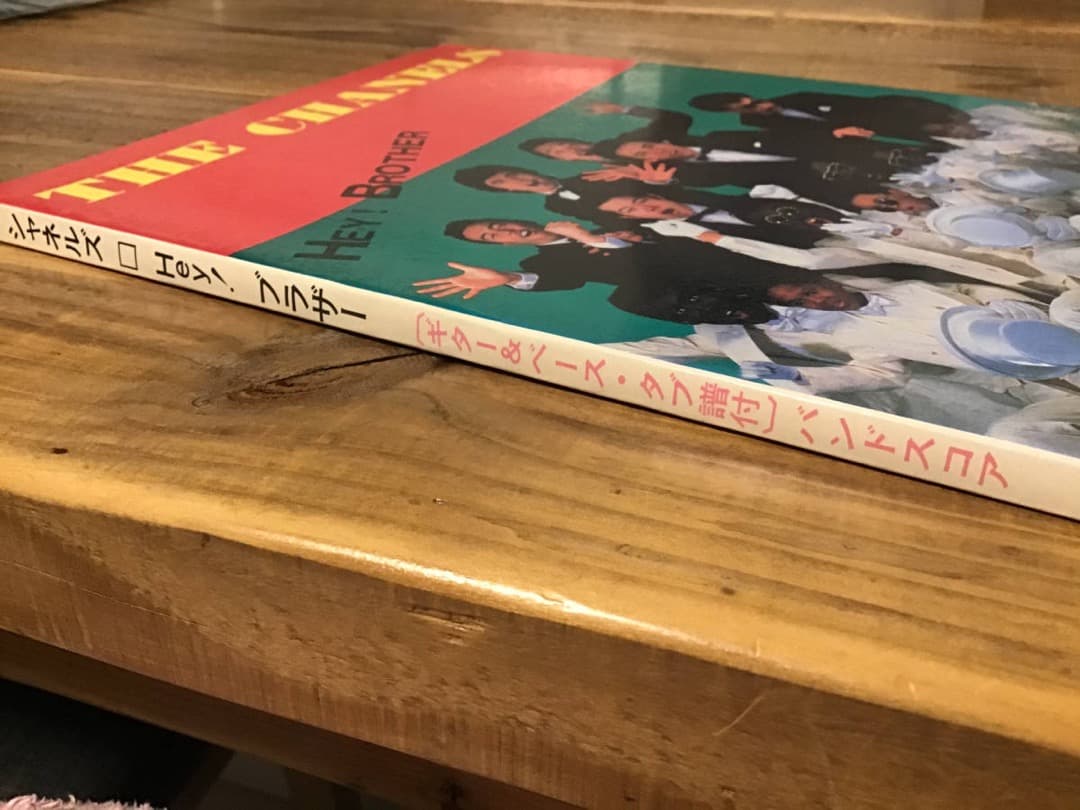 THE CHANELS
HEY! BROTHER
シャネルズ □ Hey! ブラザー 〔ギター&ベース・タブ譜付〕 バンドスコア